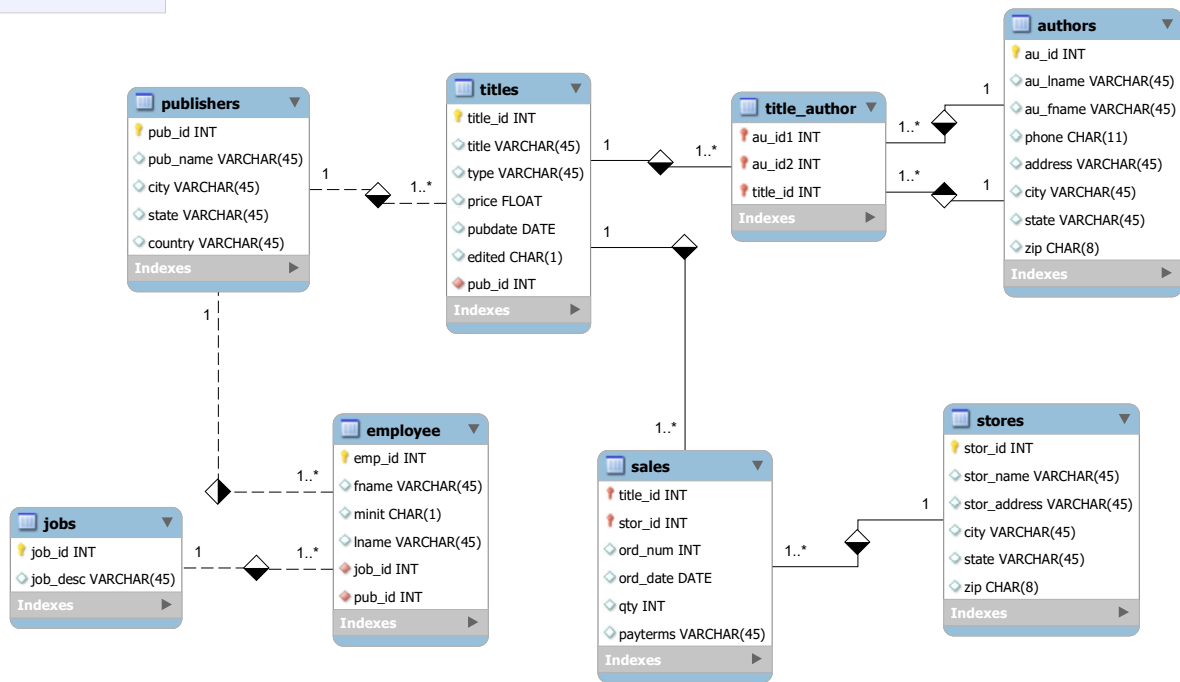 authors
au_id INT
au_lname VARCHAR(45)
au_fname VARCHAR(45)
phone CHAR(11)
address VARCHAR(45)
city VARCHAR(45)
state VARCHAR(45)
zip CHAR(8)
Indexes
publishers
pub_id INT
pub_name VARCHAR(45)
city VARCHAR(45)
state VARCHAR(45)
country VARCHAR(45)
Indexes
1
1..*
titles
title_id INT
title VARCHAR(45)
type VARCHAR(45)
price FLOAT
pubdate DATE
edited CHAR(1)
pub_id INT
Indexes
1
1..*
title_author
au_id1 INT
au_id2 INT
title_id INT
Indexes
1..*
1
1..*
1
1
1..*
1
1..*
employee
emp_id INT
fname VARCHAR(45)
minit CHAR(1)
lname VARCHAR(45)
job_id INT
pub_id INT
Indexes
jobs
job_id INT
job_desc VARCHAR(45)
Indexes
1
1..*
sales
title_id INT
stor_id INT
ord_num INT
ord_date DATE
qty INT
payterms VARCHAR(45)
Indexes
1..*
1
stores
stor_id INT
stor_name VARCHAR(45)
stor_address VARCHAR(45)
city VARCHAR(45)
state VARCHAR(45)
zip CHAR(8)
Indexes